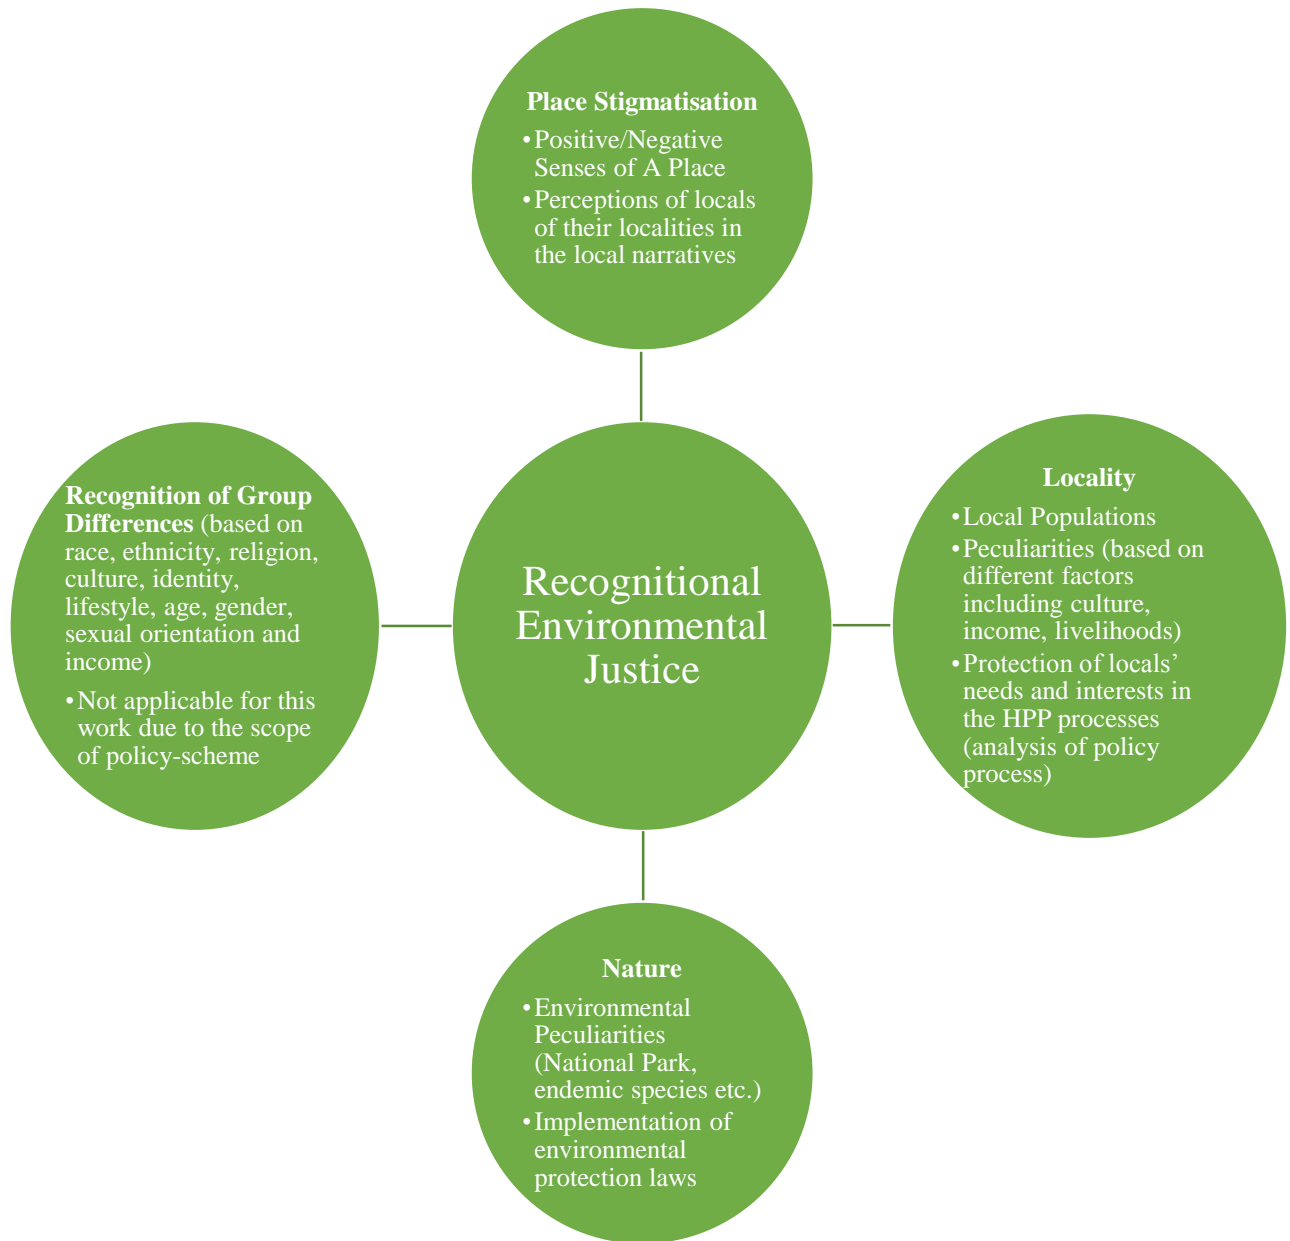 Place Stigmatisation
•Positive/Negative
Senses of A Place
•Perceptions of locals
of their localities in
the local narratives
Recognition of Group
Differences (based on
race, ethnicity, religion,
culture, identity,
lifestyle, age, gender,
sexual orientation and
income)
•Not applicable for this
work due to the scope
of policy-scheme
Recognitional
Environmental
Justice
Locality
•Local Populations
•Peculiarities (based on
different factors
including culture,
income, livelihoods)
•Protection of locals’
needs and interests in
the HPP processes
(analysis of policy
process)
Nature
•Environmental
Peculiarities
(National Park,
endemic species etc.)
•Implementation of
environmental
protection laws